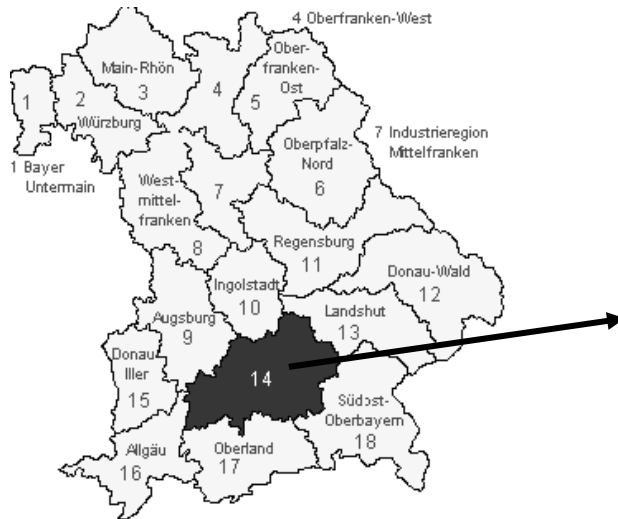 4 Oberfranken-West
Main-Rhön
3
4
Ober-
franken-
Ost
5
1
2
Würzburg
7 Industrieregion
Mittelfranken
1 Bayer
Untermain
Oberpfalz-
Nord
6
West-
mittel-
franken
8
7
Regensburg
11
Donau-Wald
12
Ingolstadt
10
Augsburg
9
Landshut
13
Donau-
Iller
15
14
Südost-
Oberbayern
18
Allgäu
16
Oberland
17